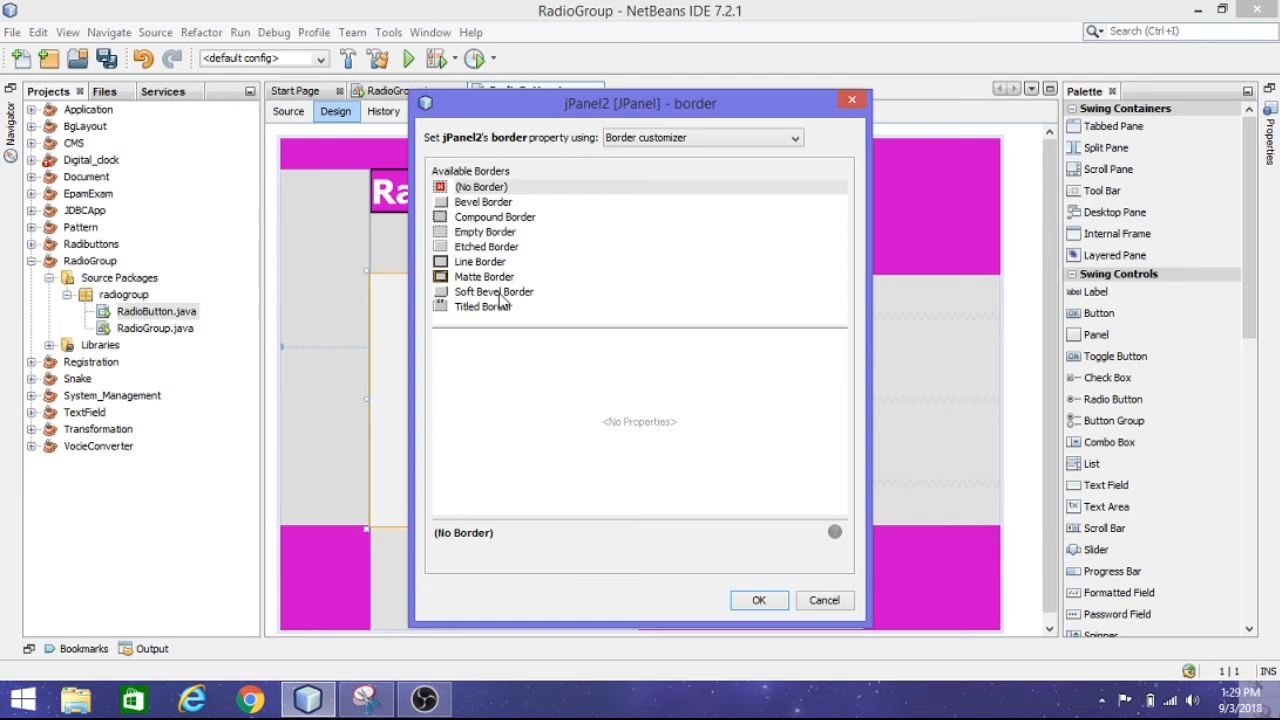 RadioGroup - NetBeans IDE 7.2.1
File Edit View Navigate Source Refactor Run Debug Profile Team Tools Window Help
Search (Ctrl+I)
<default config>
Projects Files Services
Start Page RadioGro
Palette
Source Design History
Navigator
Properties
Application
BgLayout
CMS
Digital_clock
Document
EpamExam
JDBCApp
Pattern
Radibuttons
RadioGroup
Source Packages
radiogroup
RadioButton.java
RadioGroup.java
Libraries
Registration
Snake
System_Management
TextField
Transformation
VocieConverter
Ra
jPanel2 [JPanel] - border
Set jPanel2's border property using: Border customizer
Available Borders
(No Border)
Bevel Border
Compound Border
Empty Border
Etched Border
Line Border
Matte Border
Soft Bevel Border
Titled Border
<No Properties>
(No Border)
OK Cancel
Swing Containers
Tabbed Pane
Split Pane
Scroll Pane
Tool Bar
Desktop Pane
Internal Frame
Layered Pane
Swing Controls
label Label
OK Button
Panel
ON Toggle Button
Check Box
Radio Button
Button Group
Combo Box
List
Text Field
Text Area
Scroll Bar
Slider
Progress Bar
Formatted Field
Password Field
Spinner
Bookmarks Output
1 | 1 INS
1:29 PM
9/3/2018